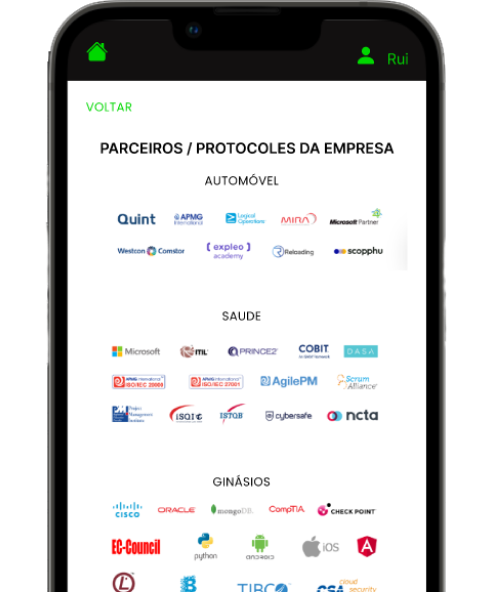 Rui
VOLTAR
PARCEIROS / PROTOCOLES DA EMPRESA
AUTOMÓVEL
Quint APMG International Logical Operations MIRA Microsoft Partner
Westcon Comstor { expleo } academy Reloading scopphu
SAUDE
Microsoft ITIL PRINCE2 COBIT DASA
APMG International ISO/IEC 20000 APMG International ISO/IEC 27001 AgilePM Scrum Alliance
Project Management Institute iSQI ISTQB cybersafe ncta
GINÁSIOS
CISCO ORACLE mongoDB. CompTIA. CHECK POINT
EC-Council python android iOS A
L B TIBCO CSA cloud security